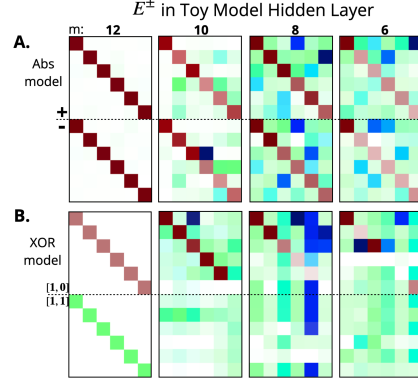 E± in Toy Model Hidden Layer
m: 12 10 8 6
A.
Abs
model
+
-
B.
XOR
model
[1, 0]
[1, 1]